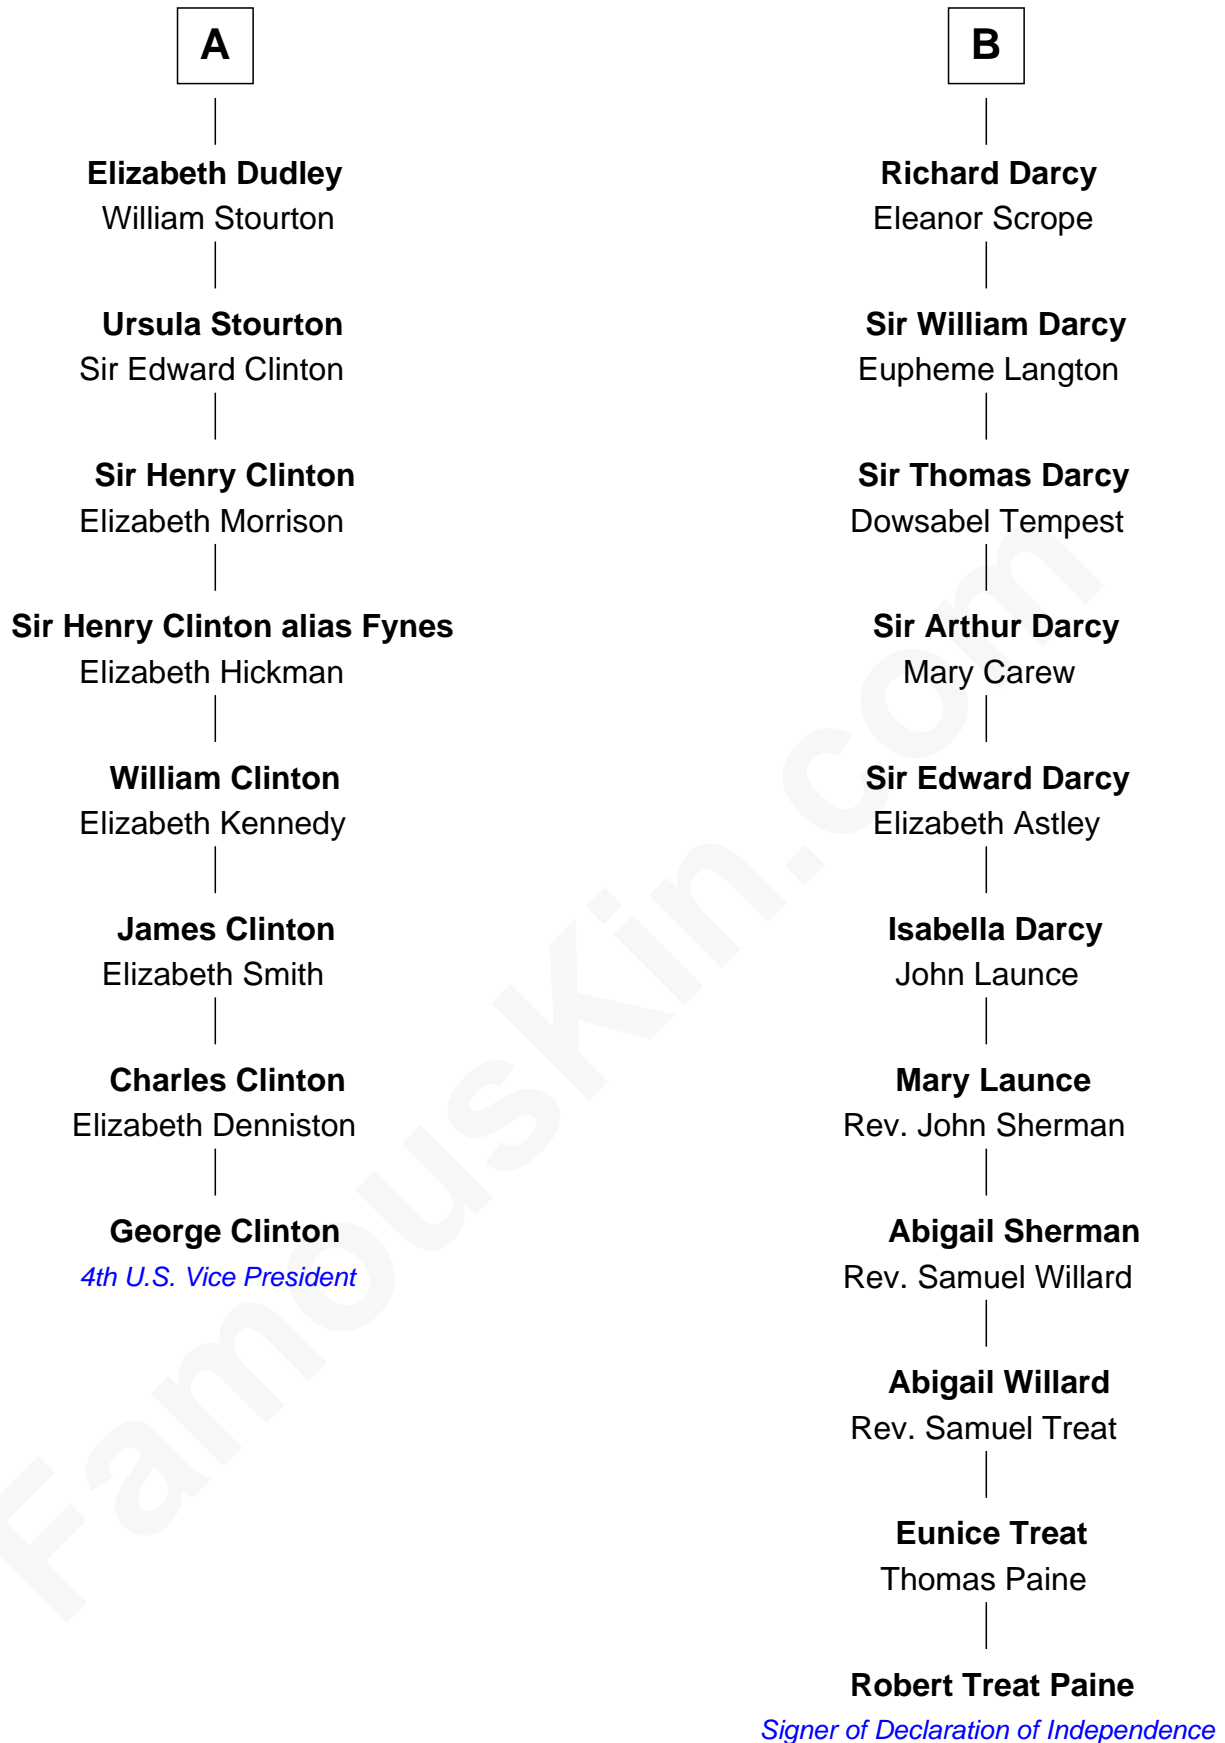 A
Elizabeth Dudley
William Stourton
Ursula Stourton
Sir Edward Clinton
Sir Henry Clinton
Elizabeth Morrison
Sir Henry Clinton alias Fynes
Elizabeth Hickman
William Clinton
Elizabeth Kennedy
James Clinton
Elizabeth Smith
Charles Clinton
Elizabeth Denniston
George Clinton
4th U.S. Vice President
B
Richard Darcy
Eleanor Scrope
Sir William Darcy
Eupheme Langton
Sir Thomas Darcy
Dowsabel Tempest
Sir Arthur Darcy
Mary Carew
Sir Edward Darcy
Elizabeth Astley
Isabella Darcy
John Launce
Mary Launce
Rev. John Sherman
Abigail Sherman
Rev. Samuel Willard
Abigail Willard
Rev. Samuel Treat
Eunice Treat
Thomas Paine
Robert Treat Paine
Signer of Declaration of Independence
FamousKin.com